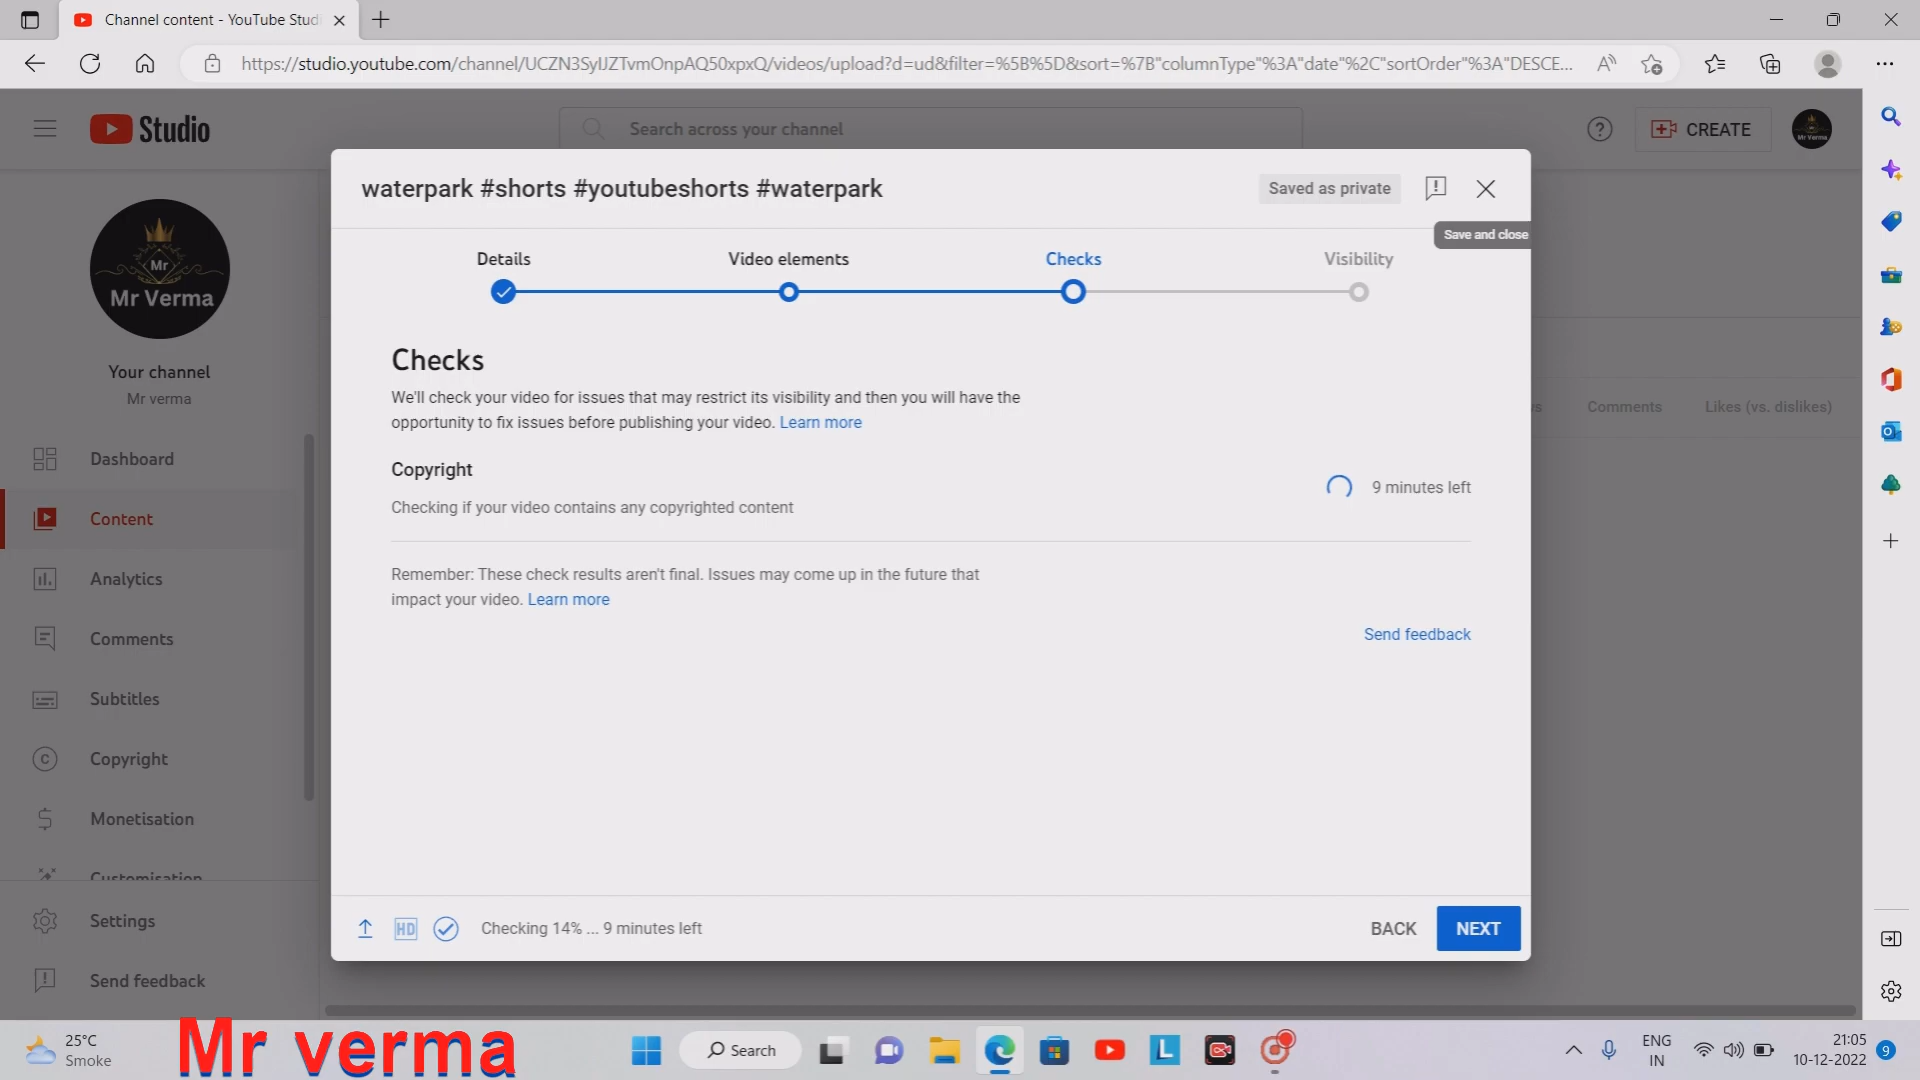 Channel content - YouTube Stud
https://studio.youtube.com/channel/UCZN3SyIJZTvmOnpAQ50xpxQ/videos/upload?d=ud&filter=%5B%5D&sort=%7B"columnType"%3A"date"%2C"sortOrder"%3A"DESCE...
Studio
Search across your channel
CREATE
Mr Verma
waterpark #shorts #youtubeshorts #waterpark
Saved as private
Save and close
Details
Video elements
Checks
Visibility
Mr
Mr Verma
Your channel
Mr verma
Checks
We'll check your video for issues that may restrict its visibility and then you will have the
opportunity to fix issues before publishing your video. Learn more
Comments
Likes (vs. dislikes)
Copyright
Checking if your video contains any copyrighted content
9 minutes left
Remember: These check results aren't final. Issues may come up in the future that
impact your video. Learn more
Send feedback
Dashboard
Content
Analytics
Comments
Subtitles
Copyright
Monetisation
Customisation
Settings
Send feedback
HD
Checking 14% ... 9 minutes left
BACK
NEXT
25°C
Smoke
Mr verma
Search
L
ENG
IN
21:05
10-12-2022
9